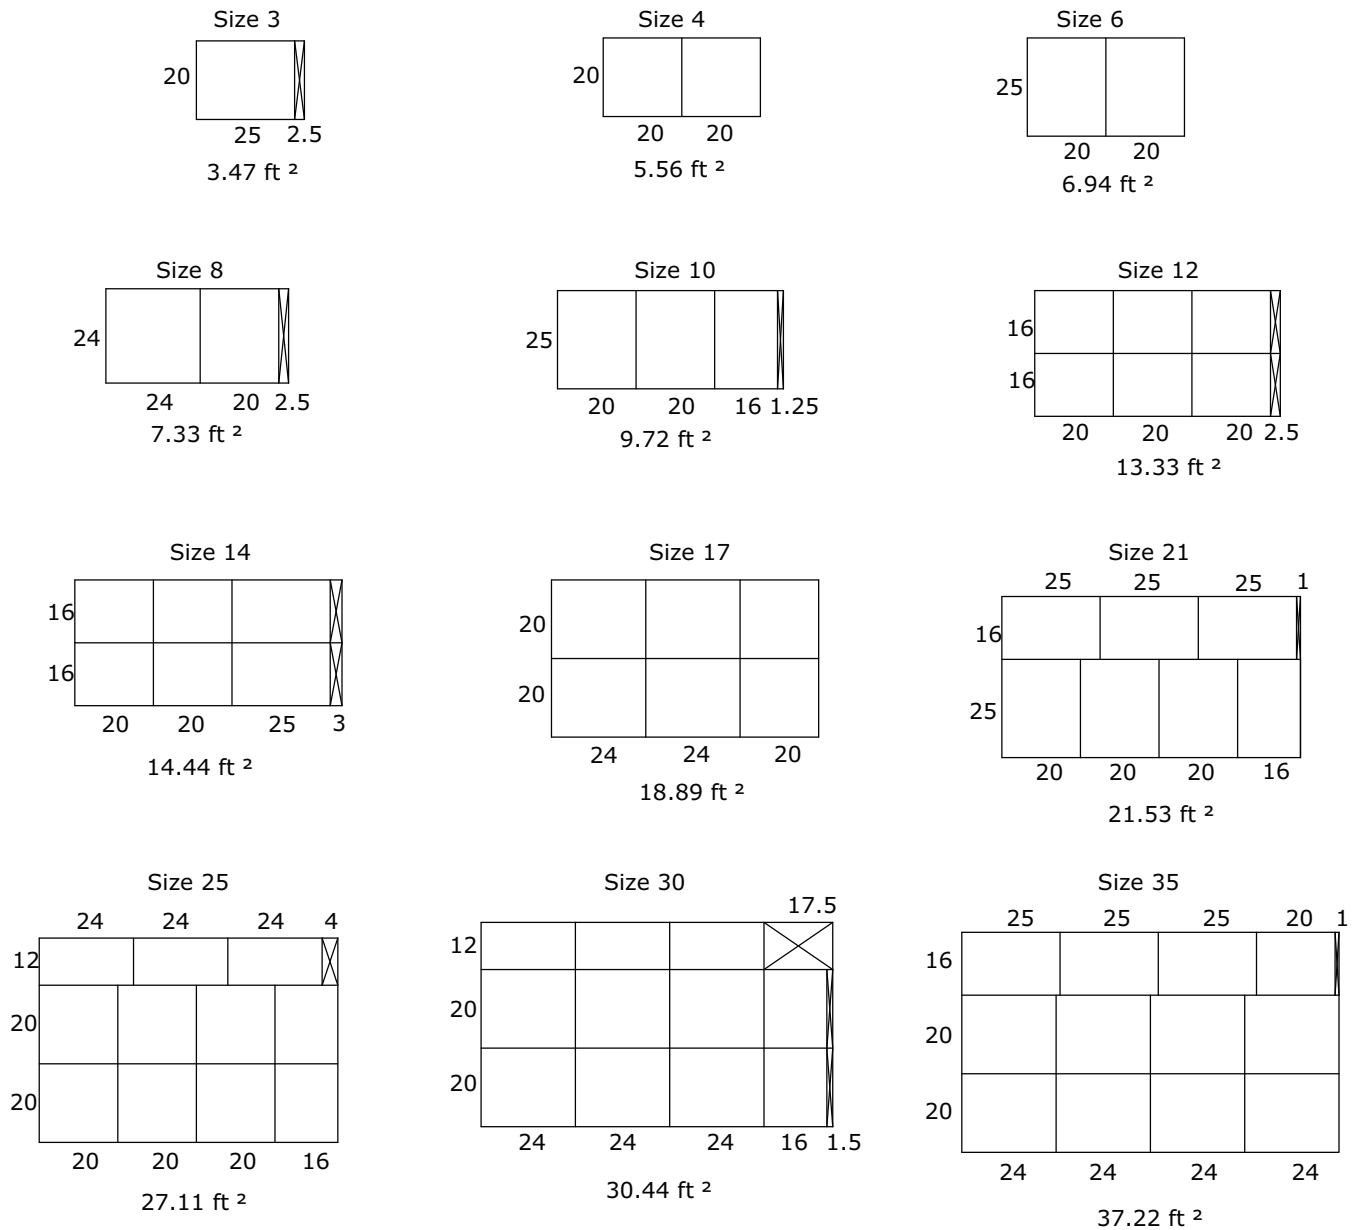 Size 3
20
25 2.5
3.47 ft ²
Size 4
20
20 20
5.56 ft ²
Size 6
25
20 20
6.94 ft ²
Size 8
24
24 20 2.5
7.33 ft ²
Size 10
25
20 20 16 1.25
9.72 ft ²
Size 12
16
16
20 20 20 2.5
13.33 ft ²
Size 14
16
16
20 20 25 3
14.44 ft ²
Size 17
20
20
24 24 20
18.89 ft ²
Size 21
25 25 25 1
16
25
20 20 20 16
21.53 ft ²
Size 25
24 24 24 4
12
20
20
20 20 20 16
27.11 ft ²
Size 30
17.5
12
20
20
24 24 24 16 1.5
30.44 ft ²
Size 35
25 25 25 20 1
16
20
20
24 24 24 24
37.22 ft ²